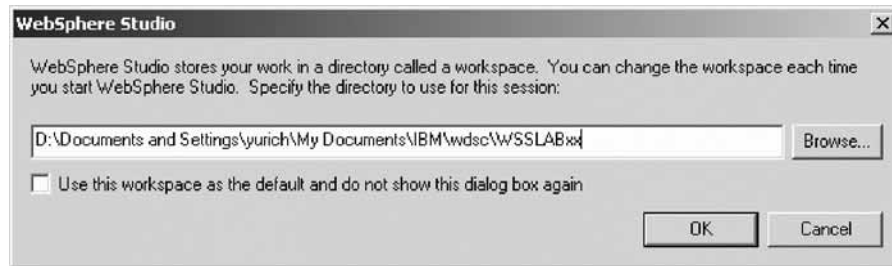 WebSphere Studio
WebSphere Studio stores your work in a directory called a workspace. You can change the workspace each time
you start WebSphere Studio. Specify the directory to use for this session:
D:\Documents and Settings\yurich\My Documents\IBM\wdsc\WSSLABxx
Browse...
Use this workspace as the default and do not show this dialog box again
OK
Cancel